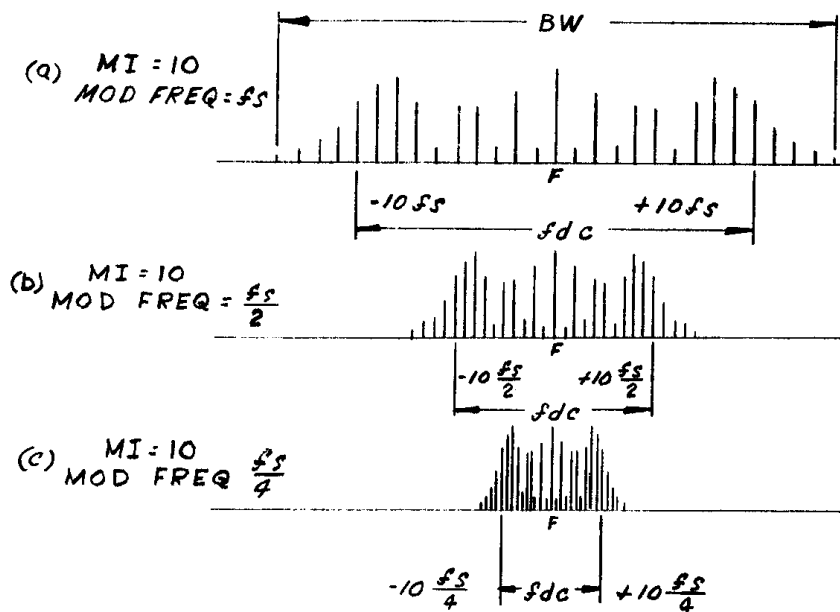 BW
(a) MI = 10
MOD FREQ = fs
F
-10 fs +10 fs
fdc
(b) MI = 10
MOD FREQ = fs/2
F
-10 fs/2 +10 fs/2
fdc
(c) MI = 10
MOD FREQ fs/4
F
-10 fs/4 fdc +10 fs/4